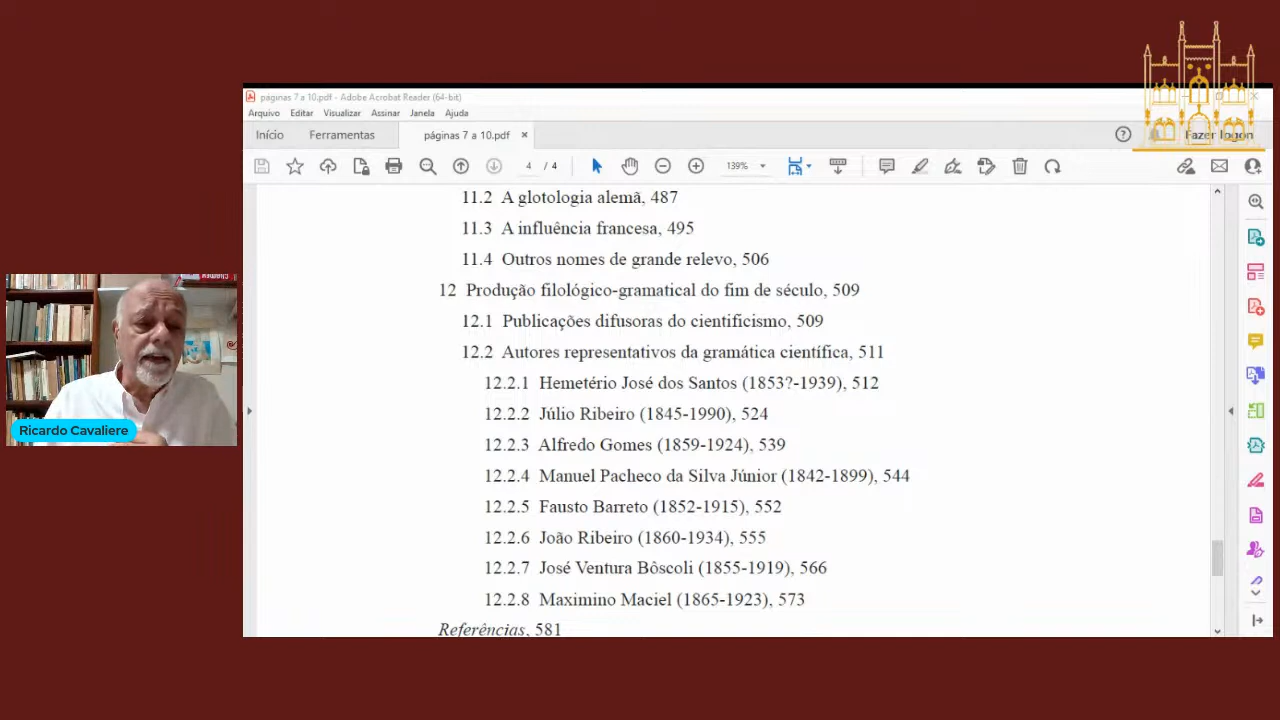 páginas 7 a 10.pdf - Adobe Acrobat Reader (64-bit)
Arquivo Editar Visualizar Assinar Janela Ajuda
Início Ferramentas páginas 7 a 10.pdf × Fazer logon
4 / 4 139%
11.2 A glotologia alemã, 487
11.3 A influência francesa, 495
11.4 Outros nomes de grande relevo, 506
12 Produção filológico-gramatical do fim de século, 509
12.1 Publicações difusoras do cientificismo, 509
12.2 Autores representativos da gramática científica, 511
12.2.1 Hemetério José dos Santos (1853?-1939), 512
12.2.2 Júlio Ribeiro (1845-1990), 524
12.2.3 Alfredo Gomes (1859-1924), 539
12.2.4 Manuel Pacheco da Silva Júnior (1842-1899), 544
12.2.5 Fausto Barreto (1852-1915), 552
12.2.6 João Ribeiro (1860-1934), 555
12.2.7 José Ventura Bôscoli (1855-1919), 566
12.2.8 Maximino Maciel (1865-1923), 573
Referências, 581
Ricardo Cavaliere